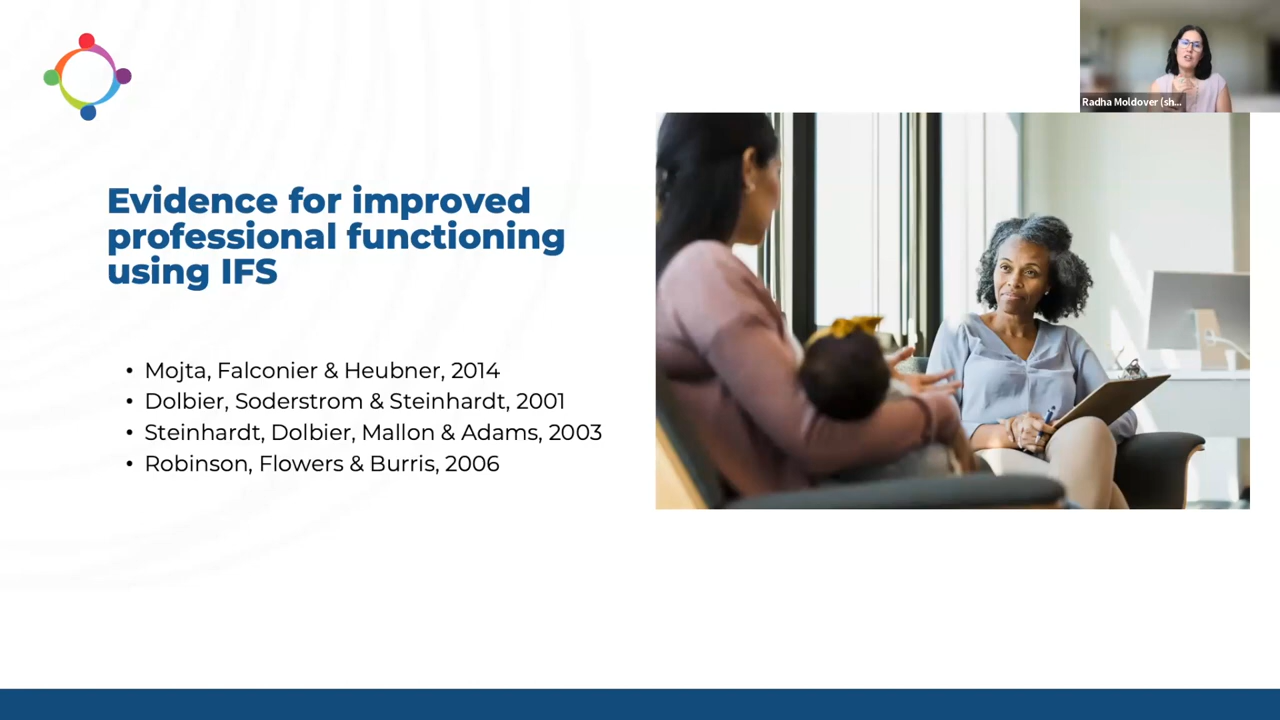 Radha Moldover (sh...
Evidence for improved
professional functioning
using IFS
• Mojta, Falconier & Heubner, 2014
• Dolbier, Soderstrom & Steinhardt, 2001
• Steinhardt, Dolbier, Mallon & Adams, 2003
• Robinson, Flowers & Burris, 2006